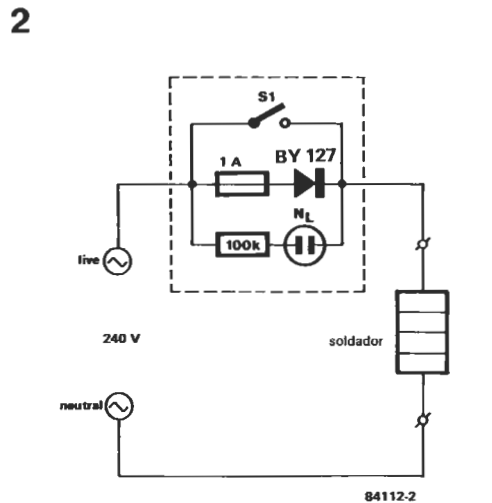 2
S1
1 A
BY 127
NL
100k
live
240 V
soldador
neutral
84112-2